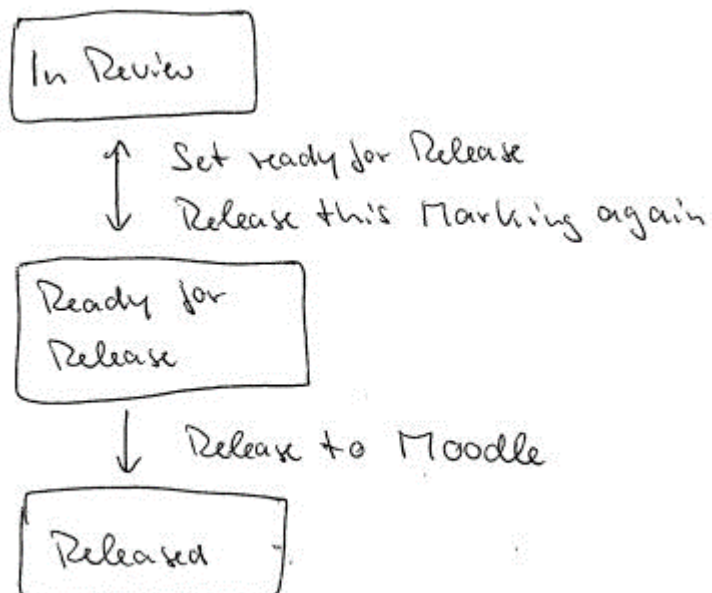 In Review
Set ready for Release
Release this Marking again
Ready for
Release
Release to Moodle
Released